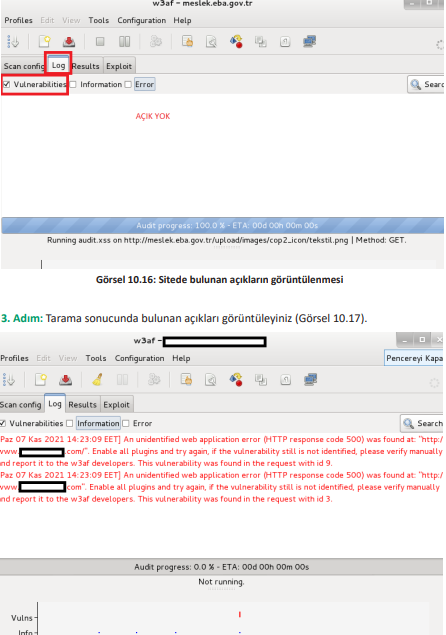 w3af - meslek.eba.gov.tr
Profiles Edit View Tools Configuration Help
Scan config Log Results Exploit
Vulnerabilities Information Error
AÇIK YOK
Audit progress: 100.0 % - ETA: 00d 00h 00m 00s
Running audit.xss on http://meslek.eba.gov.tr/upload/images/cop2_icon/tekstil.png | Method: GET.
Görsel 10.16: Sitede bulunan açıkların görüntülenmesi
3. Adım: Tarama sonucunda bulunan açıkları görüntüleyiniz (Görsel 10.17).
w3af -
Profiles Edit View Tools Configuration Help
Scan config Log Results Exploit
Vulnerabilities Information Error Search
Paz 07 Kas 2021 14:23:09 EET] An unidentified web application error (HTTP response code 500) was found at: "http:/
www. .com/". Enable all plugins and try again, if the vulnerability still is not identified, please verify manually
nd report it to the w3af developers. This vulnerability was found in the request with id 9.
Paz 07 Kas 2021 14:23:09 EET] An unidentified web application error (HTTP response code 500) was found at: "http:/
www. com". Enable all plugins and try again, if the vulnerability still is not identified, please verify manually
nd report it to the w3af developers. This vulnerability was found in the request with id 3.
Audit progress: 0.0 % - ETA: 00d 00h 00m 00s
Not running.
Vulns
Info